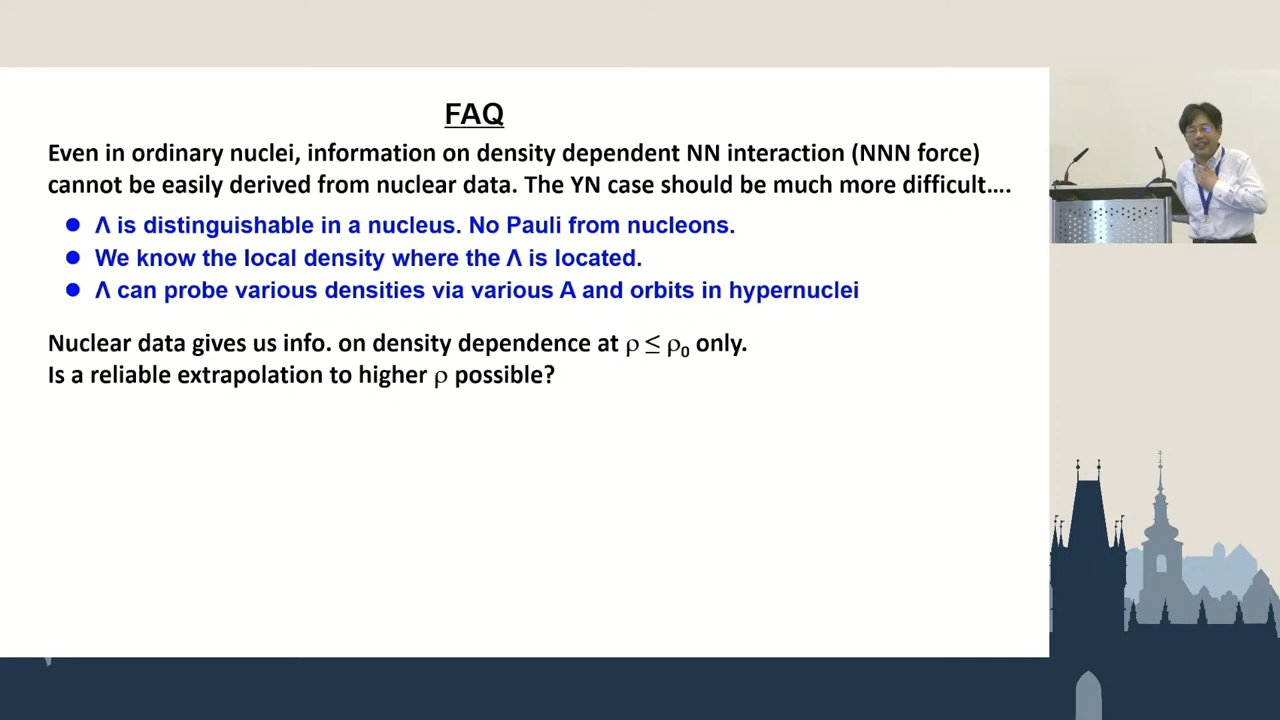 FAQ
Even in ordinary nuclei, information on density dependent NN interaction (NNN force)
cannot be easily derived from nuclear data. The YN case should be much more difficult….
● Λ is distinguishable in a nucleus. No Pauli from nucleons.
● We know the local density where the Λ is located.
● Λ can probe various densities via various A and orbits in hypernuclei
Nuclear data gives us info. on density dependence at ρ ≤ ρ₀ only.
Is a reliable extrapolation to higher ρ possible?